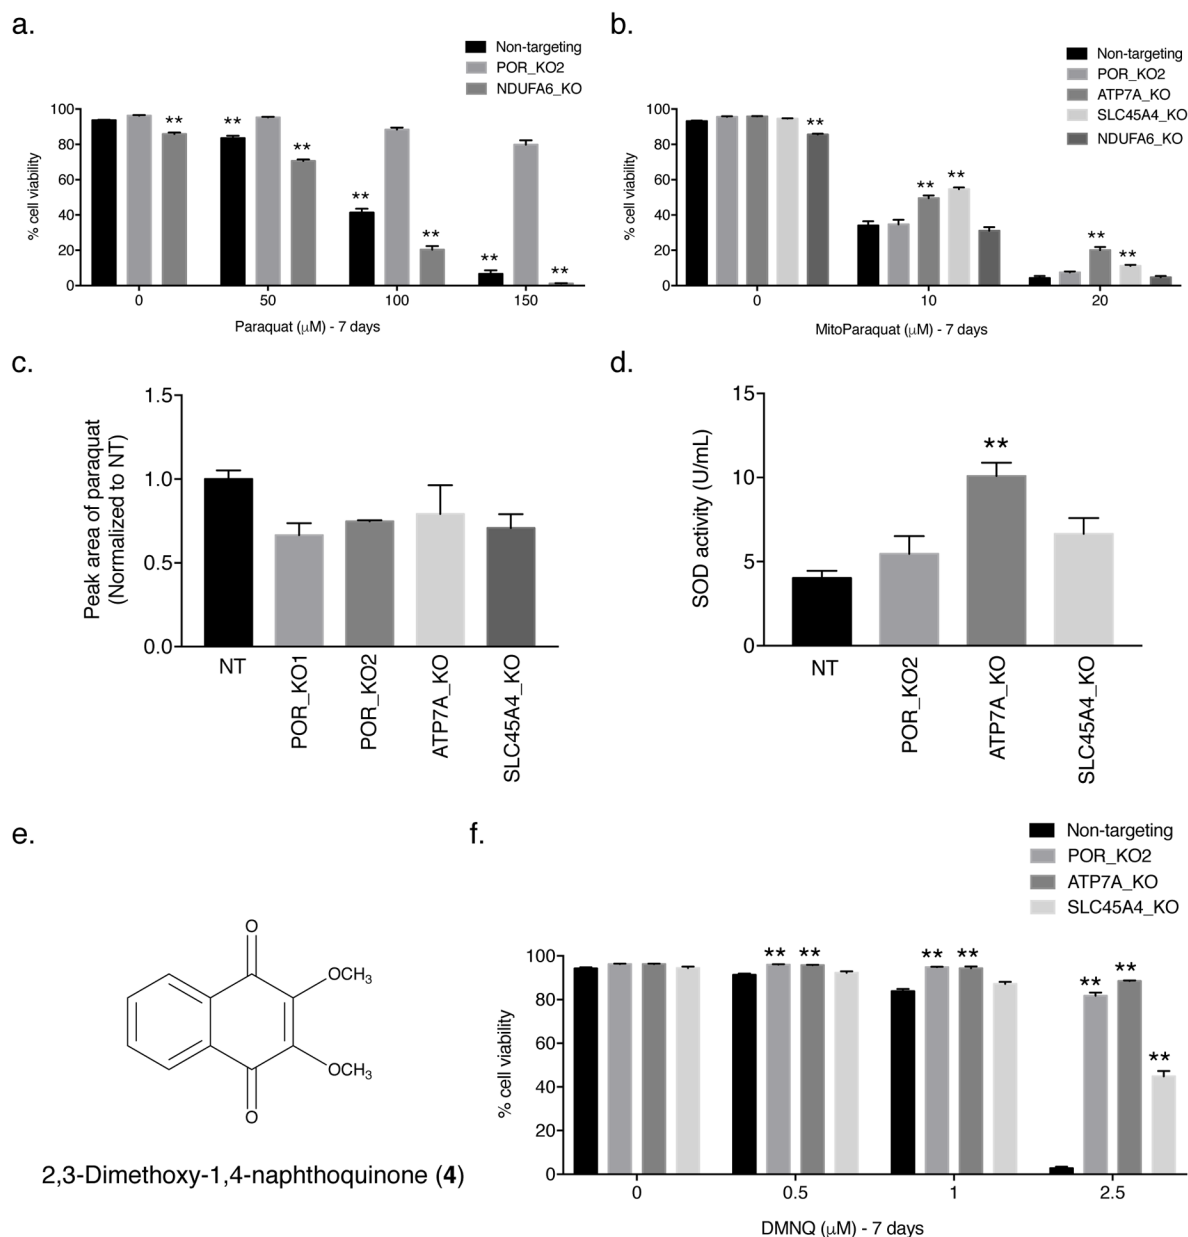 a.
Non-targeting
POR_KO2
NDUFA6_KO
100
80
60
40
20
0
% cell viability
**
**
**
**
**
**
**
0
50
100
150
Paraquat (μM) - 7 days
b.
Non-targeting
POR_KO2
ATP7A_KO
SLC45A4_KO
NDUFA6_KO
100
80
60
40
20
0
% cell viability
**
**
**
**
**
0
10
20
MitoParaquat (μM) - 7 days
c.
1.5
1.0
0.5
0.0
Peak area of paraquat
(Normalized to NT)
NT
POR_KO1
POR_KO2
ATP7A_KO
SLC45A4_KO
d.
15
10
5
0
SOD activity (U/mL)
**
NT
POR_KO2
ATP7A_KO
SLC45A4_KO
e.
O
OCH3
OCH3
O
2,3-Dimethoxy-1,4-naphthoquinone (4)
f.
Non-targeting
POR_KO2
ATP7A_KO
SLC45A4_KO
100
80
60
40
20
0
% cell viability
** **
** **
**
**
**
0
0.5
1
2.5
DMNQ (μM) - 7 days